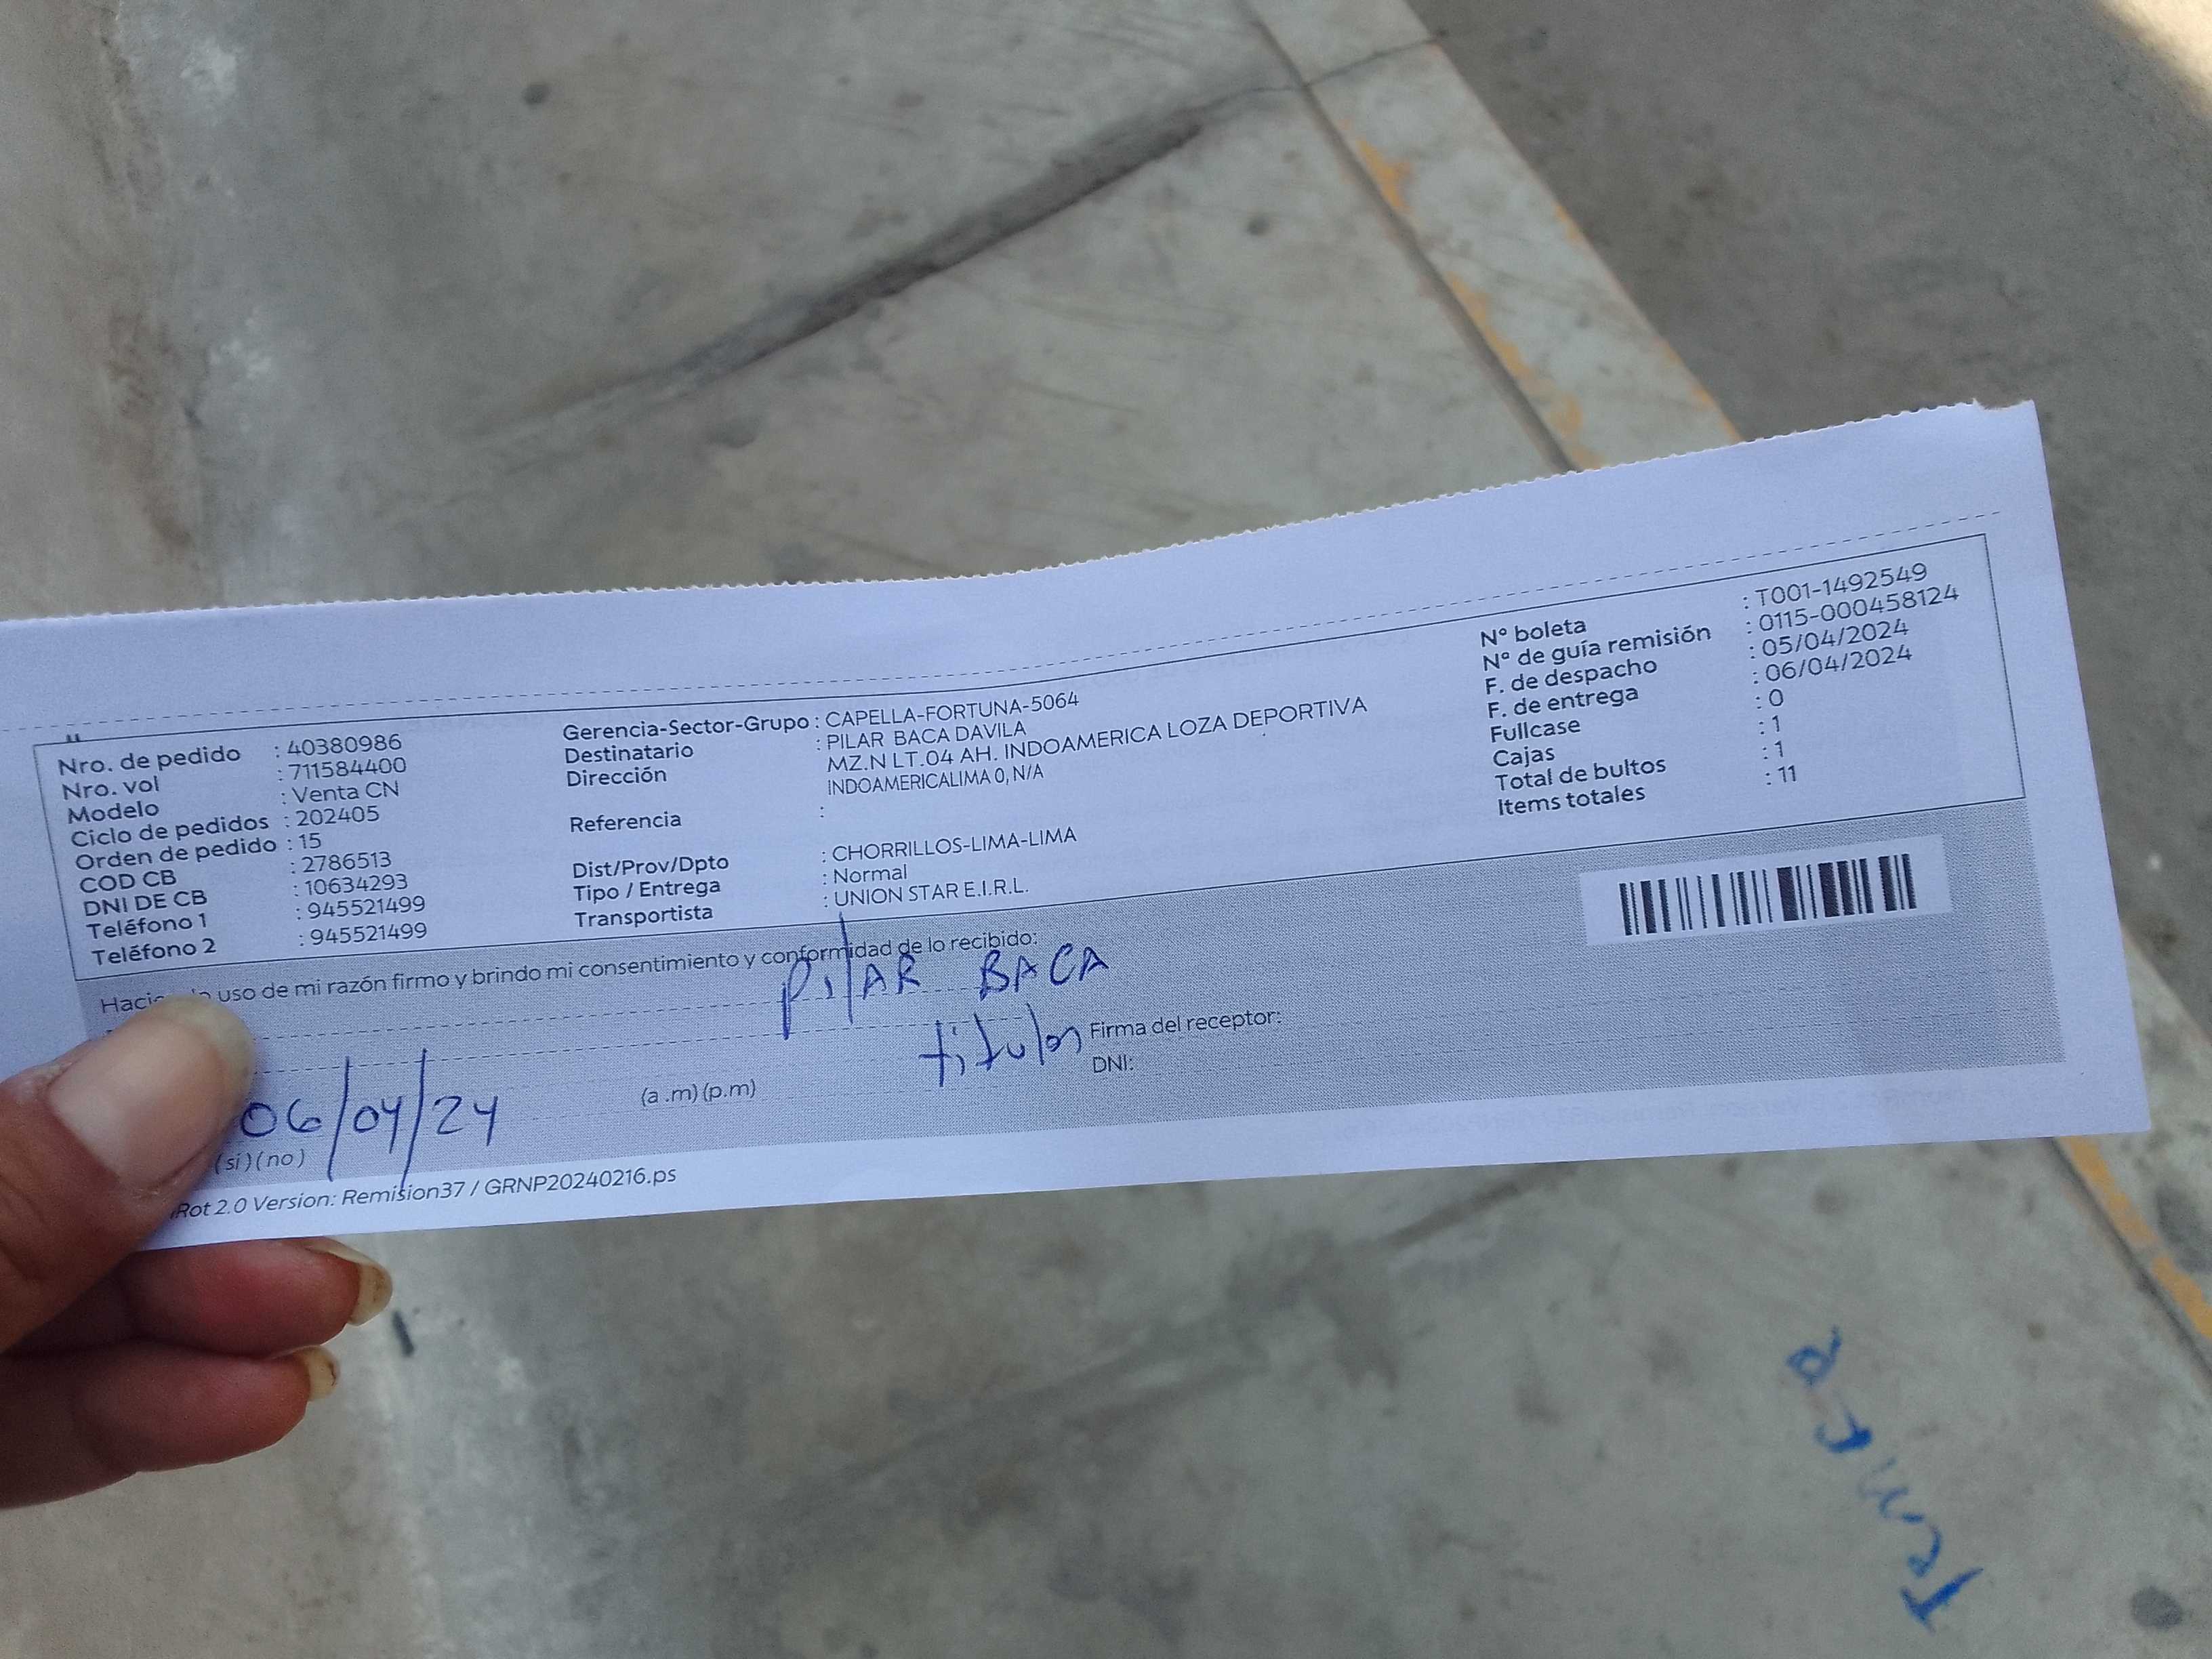 Nro. de pedido : 40380986
Nro. vol : 711584400
Modelo : Venta CN
Ciclo de pedidos : 202405
Orden de pedido : 15
COD CB : 2786513
DNI DE CB : 10634293
Teléfono 1 : 945521499
Teléfono 2 : 945521499
Gerencia-Sector-Grupo : CAPELLA-FORTUNA-5064
Destinatario : PILAR BACA DAVILA
Dirección MZ.N LT.04 AH. INDOAMERICA LOZA DEPORTIVA
INDOAMERICALIMA 0, N/A
Referencia :
Dist/Prov/Dpto : CHORRILLOS-LIMA-LIMA
Tipo / Entrega : Normal
Transportista : UNION STAR E.I.R.L.
N° boleta : T001-1492549
N° de guía remisión : 0115-000458124
F. de despacho : 05/04/2024
F. de entrega : 06/04/2024
Fullcase : 0
Cajas : 1
Total de bultos : 1
Items totales : 11
uso de mi razón firmo y brindo mi consentimiento y conformidad de lo recibido:
PilAR BACA
titular Firma del receptor:
DNI:
06/04/24 (a .m) (p.m)
(si) (no)
Rot 2.0 Version: Remision37 / GRNP20240216.ps